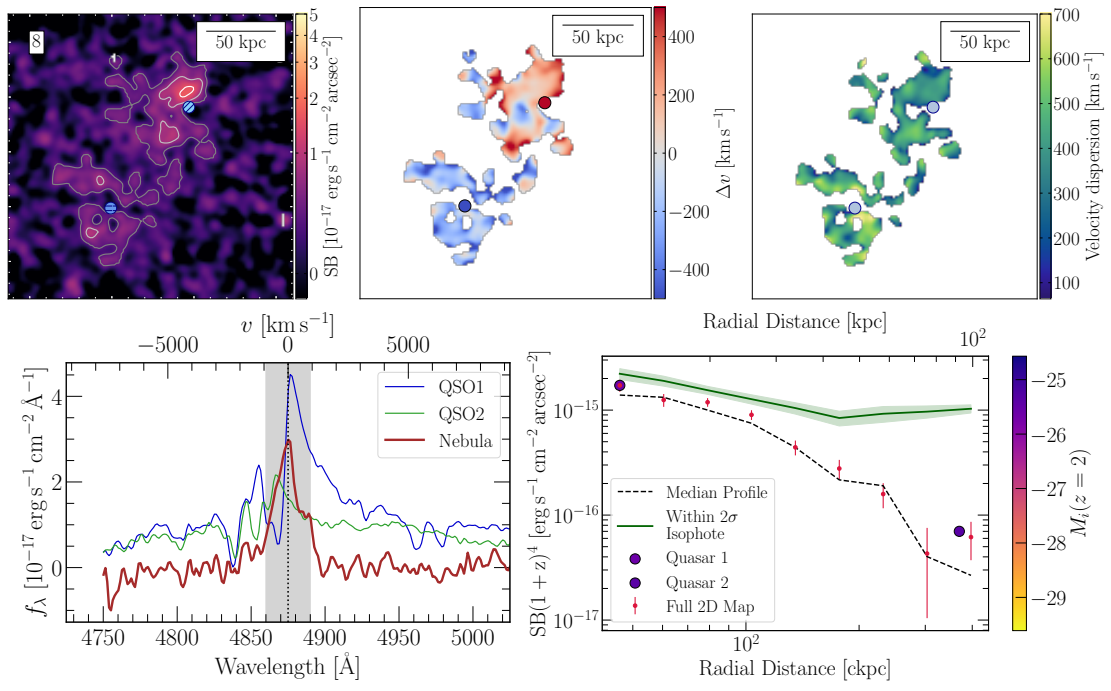 8
50 kpc
5
4
3
2
1
0
SB [10⁻¹⁷ erg s⁻¹ cm⁻² arcsec⁻²]
50 kpc
400
200
0
−200
−400
Δv [km s⁻¹]
50 kpc
700
600
500
400
300
200
100
Velocity dispersion [km s⁻¹]
v [km s⁻¹]
−5000 0 5000
QSO1
QSO2
Nebula
4
2
0
f_λ [10⁻¹⁷ erg s⁻¹ cm⁻² Å⁻¹]
4750 4800 4850 4900 4950 5000
Wavelength [Å]
Radial Distance [kpc]
10²
10⁻¹⁵
10⁻¹⁶
10⁻¹⁷
SB(1 + z)⁴ [erg s⁻¹ cm⁻² arcsec⁻²]
Median Profile
Within 2σ
Isophote
Quasar 1
Quasar 2
Full 2D Map
10²
Radial Distance [ckpc]
−25
−26
−27
−28
−29
M_i(z = 2)